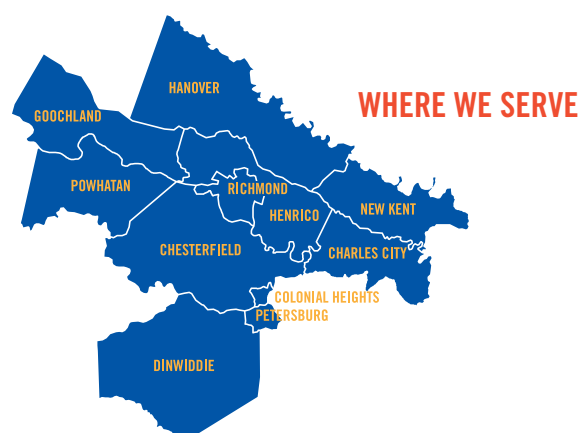 HANOVER
WHERE WE SERVE
GOOCHLAND
POWHATAN
RICHMOND
HENRICO
NEW KENT
CHESTERFIELD
CHARLES CITY
COLONIAL HEIGHTS
PETERSBURG
DINWIDDIE